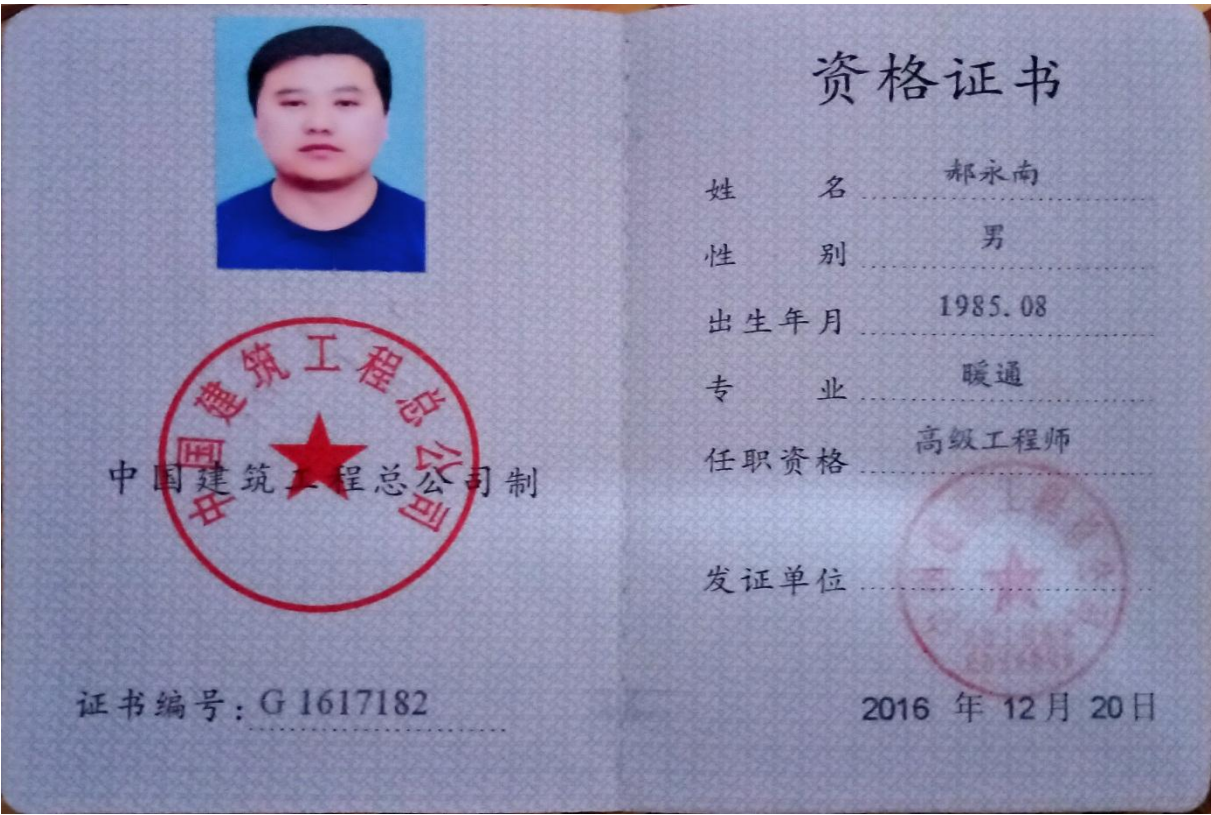 中国建筑工程总公司
中国建筑工程总公司制
证书编号：G 1617182
资格证书
姓名 郝永南
性别 男
出生年月 1985.08
专业 暖通
任职资格 高级工程师
发证单位
2016 年 12月 20日